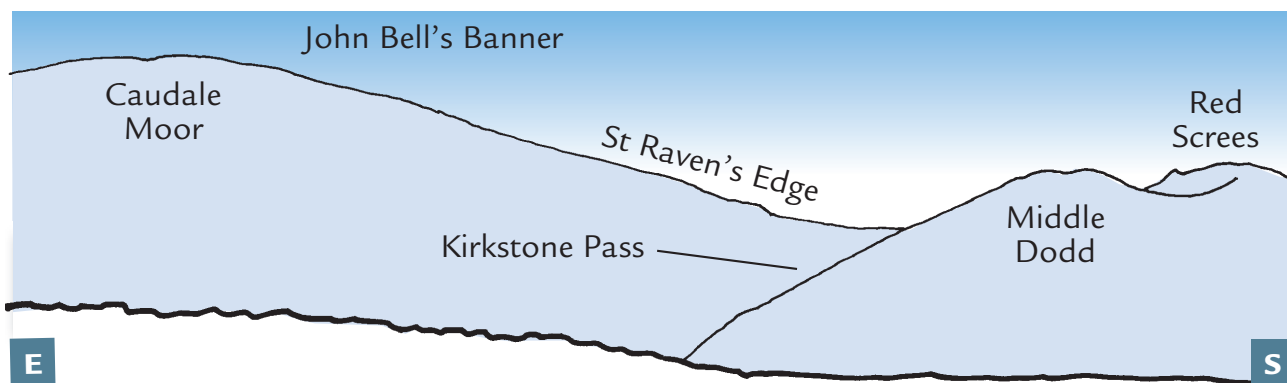 John Bell's Banner
Caudale
Moor
St Raven's Edge
Red
Screes
Kirkstone Pass
Middle
Dodd
E
S